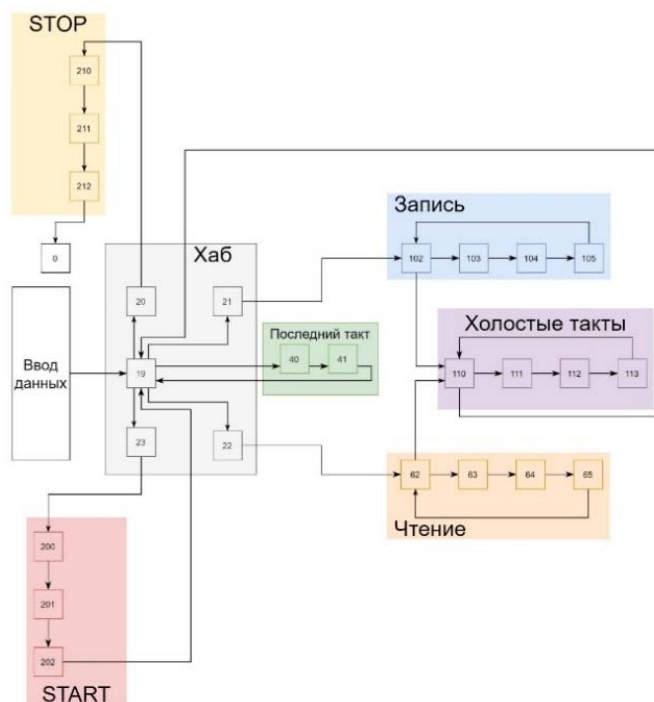 STOP
210
211
212
0
Хаб
20
21
Ввод
данных
19
23
22
Последний такт
40
41
Запись
102
103
104
105
Холостые такты
110
111
112
113
62
63
64
65
Чтение
200
201
202
START